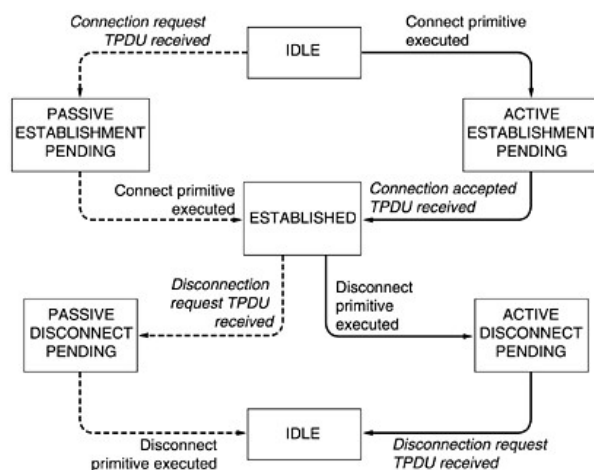 Connection request
TPDU received
IDLE
Connect primitive
executed
PASSIVE
ESTABLISHMENT
PENDING
ACTIVE
ESTABLISHMENT
PENDING
Connect primitive
executed
ESTABLISHED
Connection accepted
TPDU received
Disconnection
request TPDU
received
Disconnect
primitive
executed
PASSIVE
DISCONNECT
PENDING
ACTIVE
DISCONNECT
PENDING
Disconnect
primitive executed
IDLE
Disconnection request
TPDU received